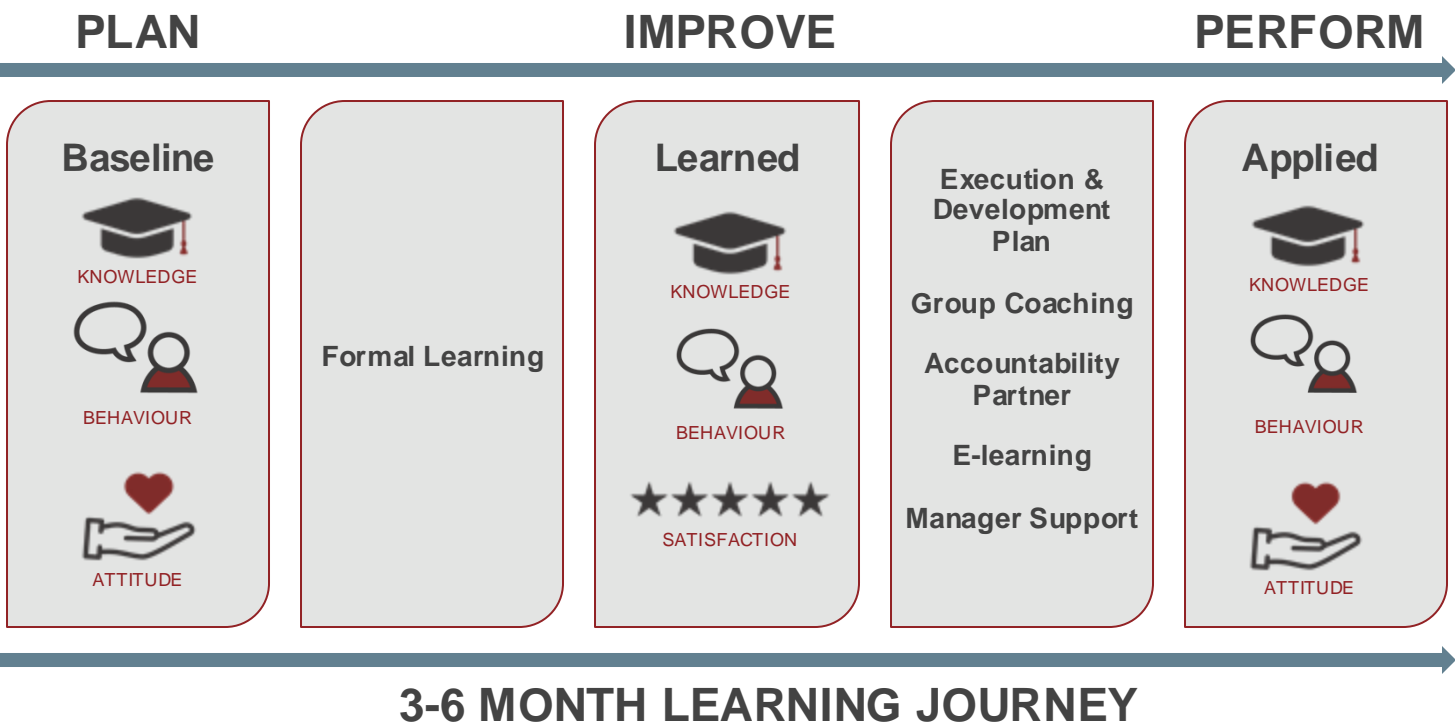 PLAN
IMPROVE
PERFORM
Baseline
KNOWLEDGE
BEHAVIOUR
ATTITUDE
Formal Learning
Learned
KNOWLEDGE
BEHAVIOUR
SATISFACTION
Execution &
Development
Plan
Group Coaching
Accountability
Partner
E-learning
Manager Support
Applied
KNOWLEDGE
BEHAVIOUR
ATTITUDE
3-6 MONTH LEARNING JOURNEY